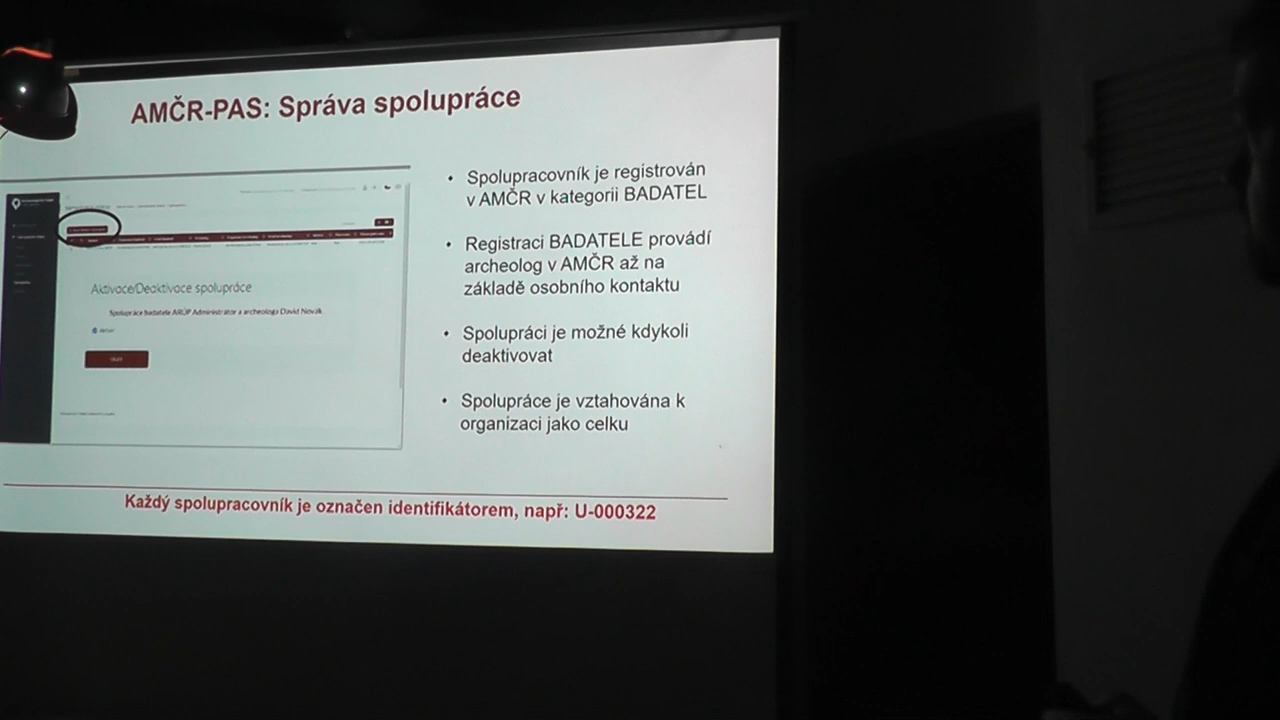 AMČR-PAS: Správa spolupráce
Aktivace/Deaktivace spolupráce
Spolupráce badatele ARÚP Administrátor a archeologa David Novák
• Spolupracovník je registrován
v AMČR v kategorii BADATEL
• Registraci BADATELE provádí
archeolog v AMČR až na
základě osobního kontaktu
• Spolupráci je možné kdykoli
deaktivovat
• Spolupráce je vztahována k
organizaci jako celku
Každý spolupracovník je označen identifikátorem, např: U-000322